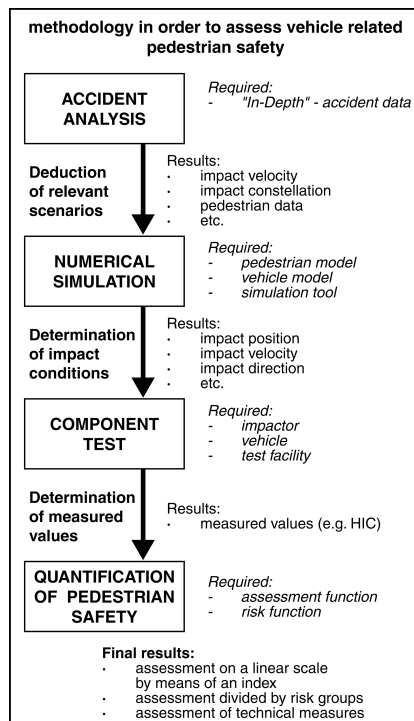 methodology in order to assess vehicle related
pedestrian safety
ACCIDENT
ANALYSIS
Required:
- "In-Depth" - accident data
Deduction
of relevant
scenarios
Results:
· impact velocity
· impact constellation
· pedestrian data
· etc.
NUMERICAL
SIMULATION
Required:
- pedestrian model
- vehicle model
- simulation tool
Determination
of impact
conditions
Results:
· impact position
· impact velocity
· impact direction
· etc.
COMPONENT
TEST
Required:
- impactor
- vehicle
- test facility
Determination
of measured
values
Results:
· measured values (e.g. HIC)
QUANTIFICATION
OF PEDESTRIAN
SAFETY
Required:
- assessment function
- risk function
Final results:
· assessment on a linear scale
by means of an index
· assessment divided by risk groups
· assessment of technical measures